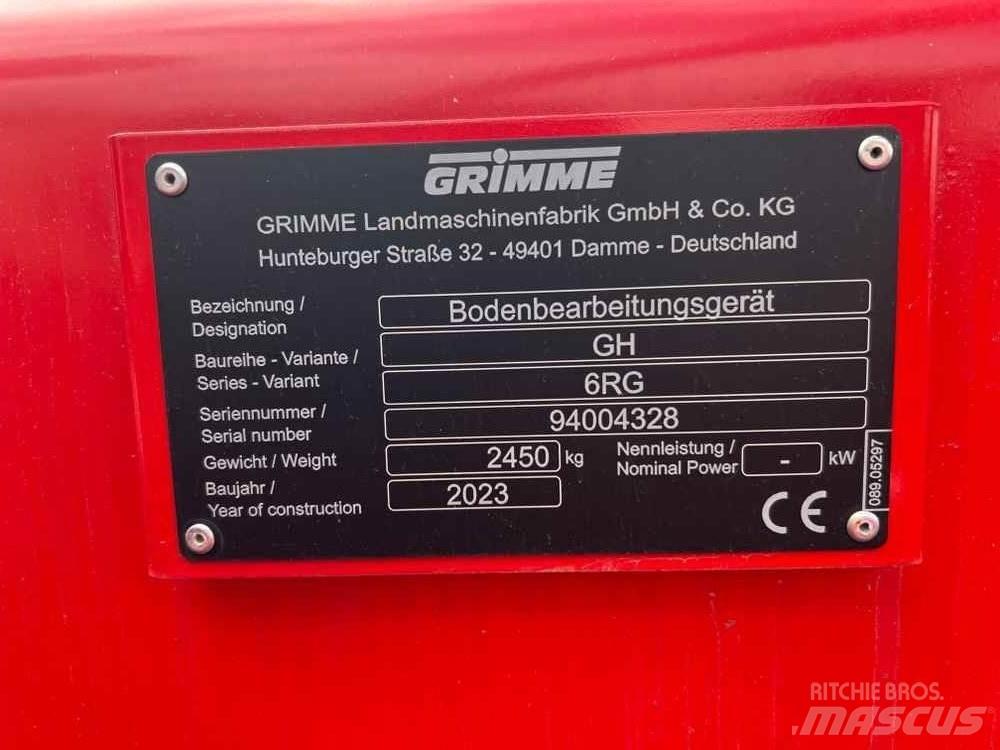 GRIMME
GRIMME Landmaschinenfabrik GmbH & Co. KG
Hunteburger Straße 32 - 49401 Damme - Deutschland
Bezeichnung /
Designation
Bodenbearbeitungsgerät
Baureihe - Variante /
Series - Variant
GH
6RG
Seriennummer /
Serial number
94004328
Gewicht / Weight
2450 kg
Nennleistung /
Nominal Power
- kW
Baujahr /
Year of construction
2023
CE
089.05297
RITCHIE BROS.
MASCUS